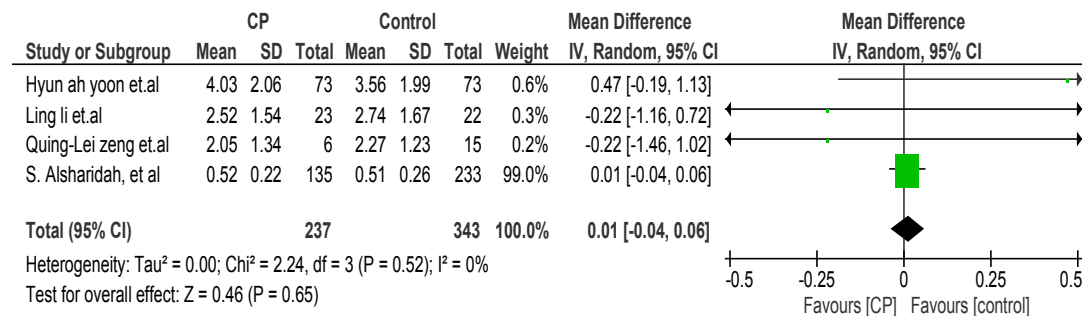 CP Control Mean Difference Mean Difference
Study or Subgroup Mean SD Total Mean SD Total Weight IV, Random, 95% CI IV, Random, 95% CI
Hyun ah yoon et.al 4.03 2.06 73 3.56 1.99 73 0.6% 0.47 [-0.19, 1.13]
Ling li et.al 2.52 1.54 23 2.74 1.67 22 0.3% -0.22 [-1.16, 0.72]
Quing-Lei zeng et.al 2.05 1.34 6 2.27 1.23 15 0.2% -0.22 [-1.46, 1.02]
S. Alsharidah, et al 0.52 0.22 135 0.51 0.26 233 99.0% 0.01 [-0.04, 0.06]
Total (95% CI) 237 343 100.0% 0.01 [-0.04, 0.06]
Heterogeneity: Tau² = 0.00; Chi² = 2.24, df = 3 (P = 0.52); I² = 0%
Test for overall effect: Z = 0.46 (P = 0.65)
-0.5 -0.25 0 0.25 0.5
Favours [CP] Favours [control]